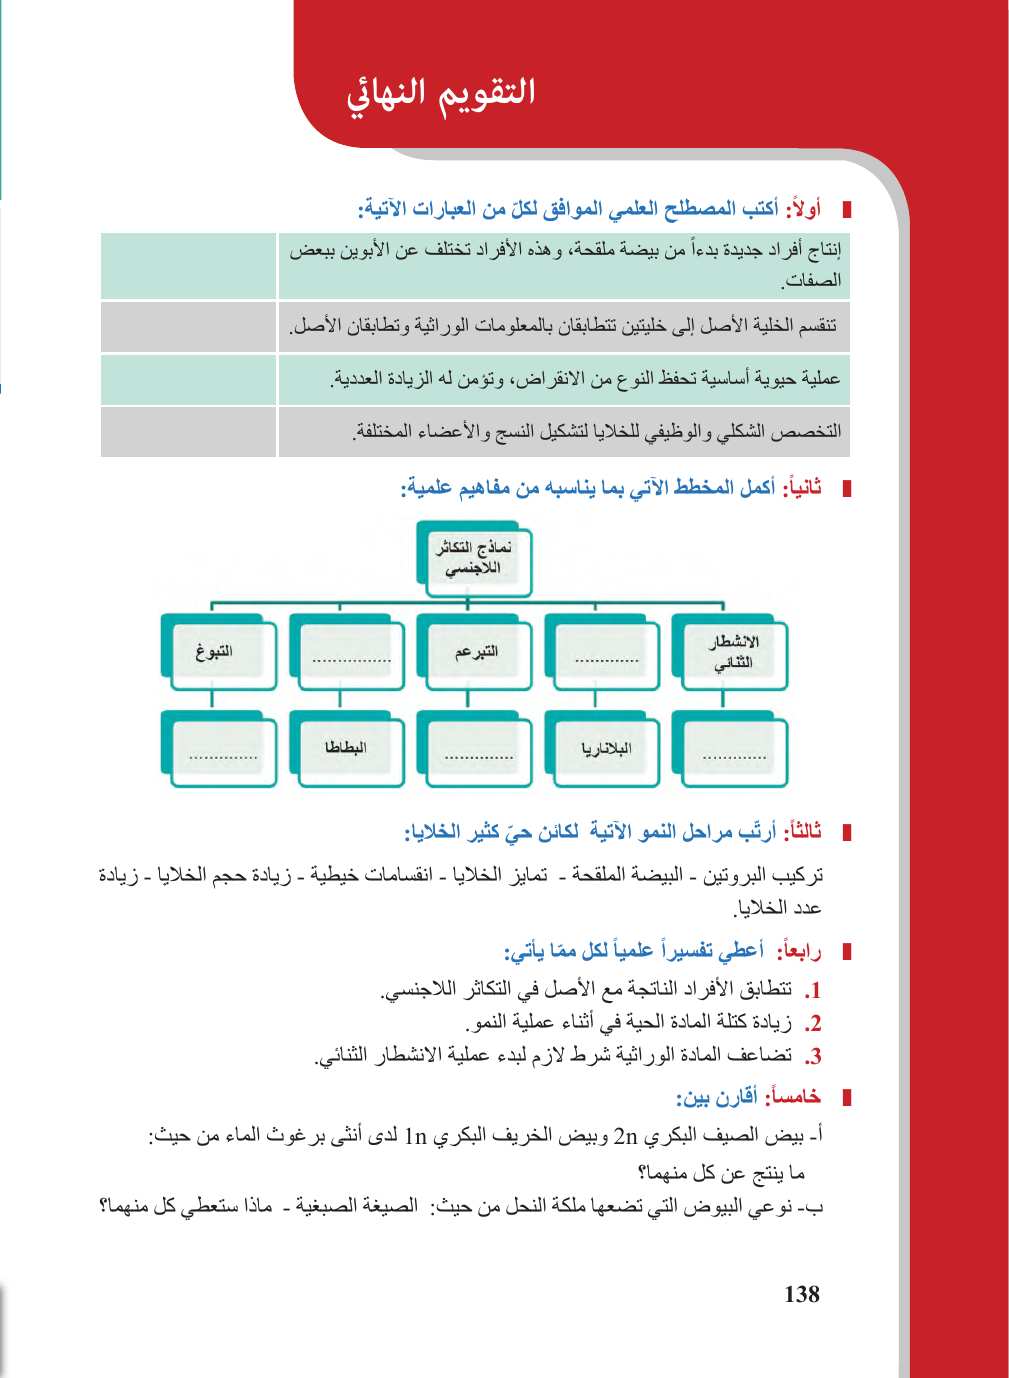 التقويم النهائي
أولاً: أكتب المصطلح العلمي الموافق لكلّ من العبارات الآتية:
إنتاج أفراد جديدة بدءاً من بيضة ملقحة، وهذه الأفراد تختلف عن الأبوين ببعض
الصفات.
تنقسم الخلية الأصل إلى خليتين تتطابقان بالمعلومات الوراثية وتطابقان الأصل.
عملية حيوية أساسية تحفظ النوع من الانقراض، وتؤمن له الزيادة العددية.
التخصص الشكلي والوظيفي للخلايا لتشكيل النسج والأعضاء المختلفة.
ثانياً: أكمل المخطط الآتي بما يناسبه من مفاهيم علمية:
نماذج التكاثر
اللاجنسي
الانشطار
الثنائي
.............
التبرعم
................
التبوغ
.............
البلاناريا
..............
البطاطا
..............
ثالثاً: أرتّب مراحل النمو الآتية لكائن حيّ كثير الخلايا:
تركيب البروتين - البيضة الملقحة - تمايز الخلايا - انقسامات خيطية - زيادة حجم الخلايا - زيادة
عدد الخلايا.
رابعاً: أعطي تفسيراً علمياً لكل ممّا يأتي:
1. تتطابق الأفراد الناتجة مع الأصل في التكاثر اللاجنسي.
2. زيادة كتلة المادة الحية في أثناء عملية النمو.
3. تضاعف المادة الوراثية شرط لازم لبدء عملية الانشطار الثنائي.
خامساً: أقارن بين:
أ- بيض الصيف البكري 2n وبيض الخريف البكري 1n لدى أنثى برغوث الماء من حيث:
ما ينتج عن كل منهما؟
ب- نوعي البيوض التي تضعها ملكة النحل من حيث: الصيغة الصبغية - ماذا ستعطي كل منهما؟
138